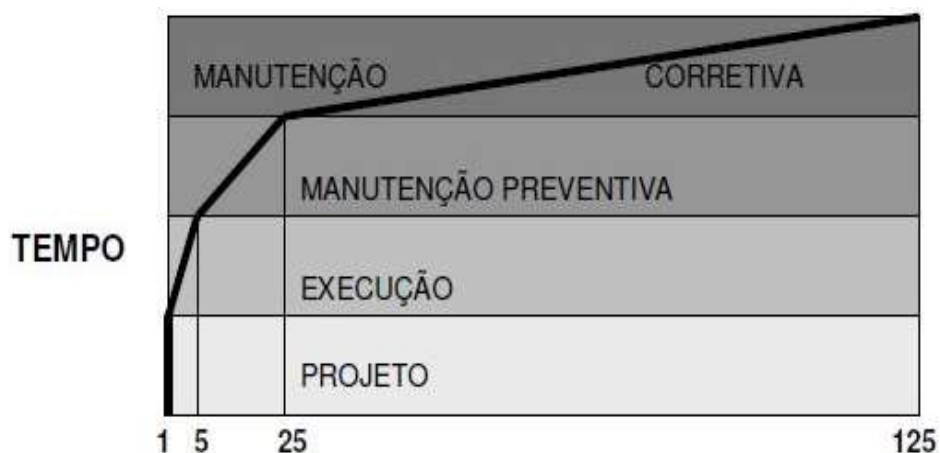 MANUTENÇÃO CORRETIVA
MANUTENÇÃO PREVENTIVA
TEMPO
EXECUÇÃO
PROJETO
1 5 25 125